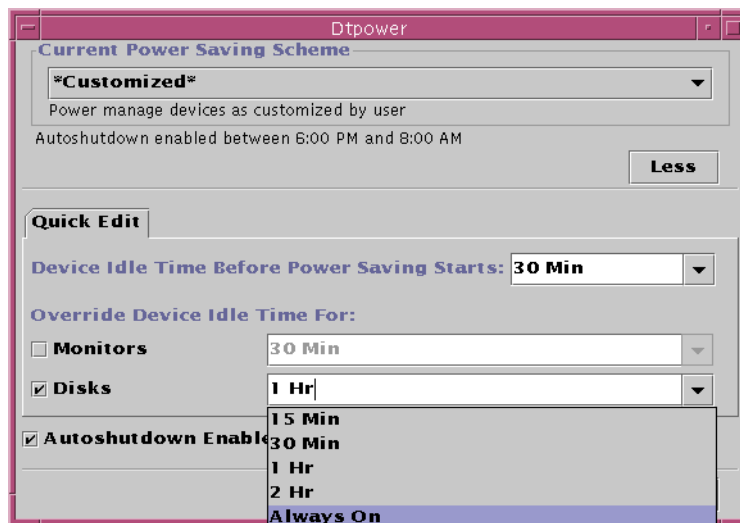 Dtpower
Current Power Saving Scheme
*Customized*
Power manage devices as customized by user
Autoshutdown enabled between 6:00 PM and 8:00 AM
Less
Quick Edit
Device Idle Time Before Power Saving Starts: 30 Min
Override Device Idle Time For:
Monitors 30 Min
Disks 1 Hr
15 Min
Autoshutdown Enable
30 Min
1 Hr
2 Hr
Always On